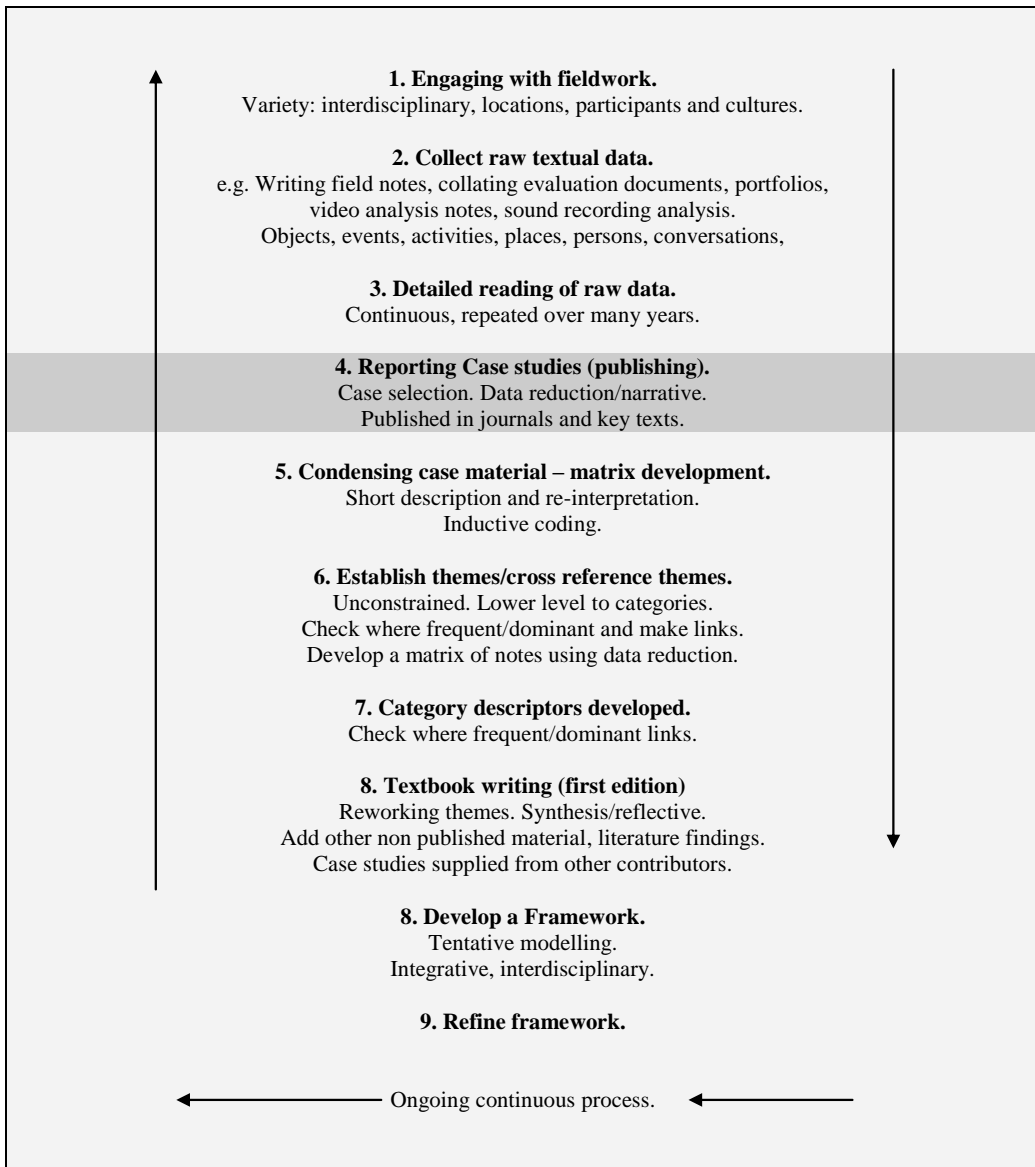 1. Engaging with fieldwork.
Variety: interdisciplinary, locations, participants and cultures.
2. Collect raw textual data.
e.g. Writing field notes, collating evaluation documents, portfolios,
video analysis notes, sound recording analysis.
Objects, events, activities, places, persons, conversations,
3. Detailed reading of raw data.
Continuous, repeated over many years.
4. Reporting Case studies (publishing).
Case selection. Data reduction/narrative.
Published in journals and key texts.
5. Condensing case material – matrix development.
Short description and re-interpretation.
Inductive coding.
6. Establish themes/cross reference themes.
Unconstrained. Lower level to categories.
Check where frequent/dominant and make links.
Develop a matrix of notes using data reduction.
7. Category descriptors developed.
Check where frequent/dominant links.
8. Textbook writing (first edition)
Reworking themes. Synthesis/reflective.
Add other non published material, literature findings.
Case studies supplied from other contributors.
8. Develop a Framework.
Tentative modelling.
Integrative, interdisciplinary.
9. Refine framework.
Ongoing continuous process.